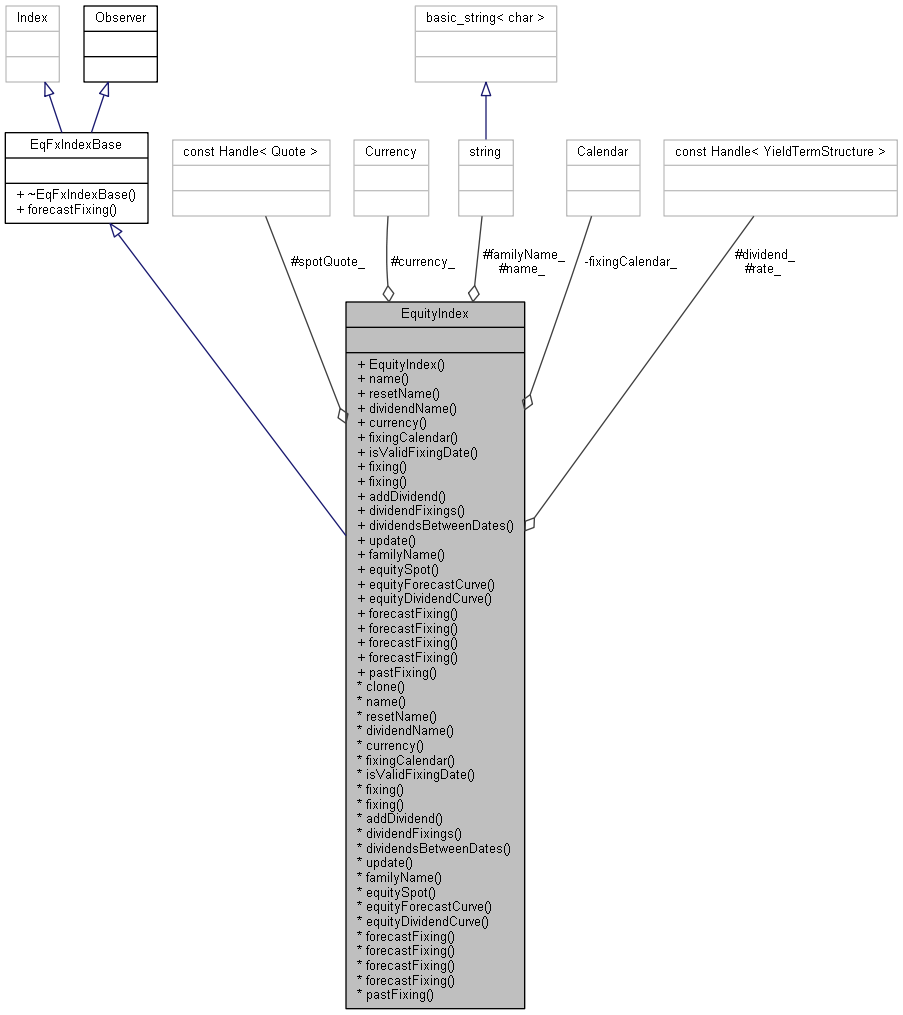 Index
Observer
basic_string< char >
EqFxIndexBase
+ ~EqFxIndexBase()
+ forecastFixing()
const Handle< Quote >
Currency
string
Calendar
const Handle< YieldTermStructure >
#spotQuote_
#currency_
#familyName_
#name_
-fixingCalendar_
#dividend_
#rate_
EquityIndex
+ EquityIndex()
+ name()
+ resetName()
+ dividendName()
+ currency()
+ fixingCalendar()
+ isValidFixingDate()
+ fixing()
+ fixing()
+ addDividend()
+ dividendFixings()
+ dividendsBetweenDates()
+ update()
+ familyName()
+ equitySpot()
+ equityForecastCurve()
+ equityDividendCurve()
+ forecastFixing()
+ forecastFixing()
+ forecastFixing()
+ forecastFixing()
+ pastFixing()
* clone()
* name()
* resetName()
* dividendName()
* currency()
* fixingCalendar()
* isValidFixingDate()
* fixing()
* fixing()
* addDividend()
* dividendFixings()
* dividendsBetweenDates()
* update()
* familyName()
* equitySpot()
* equityForecastCurve()
* equityDividendCurve()
* forecastFixing()
* forecastFixing()
* forecastFixing()
* forecastFixing()
* pastFixing()